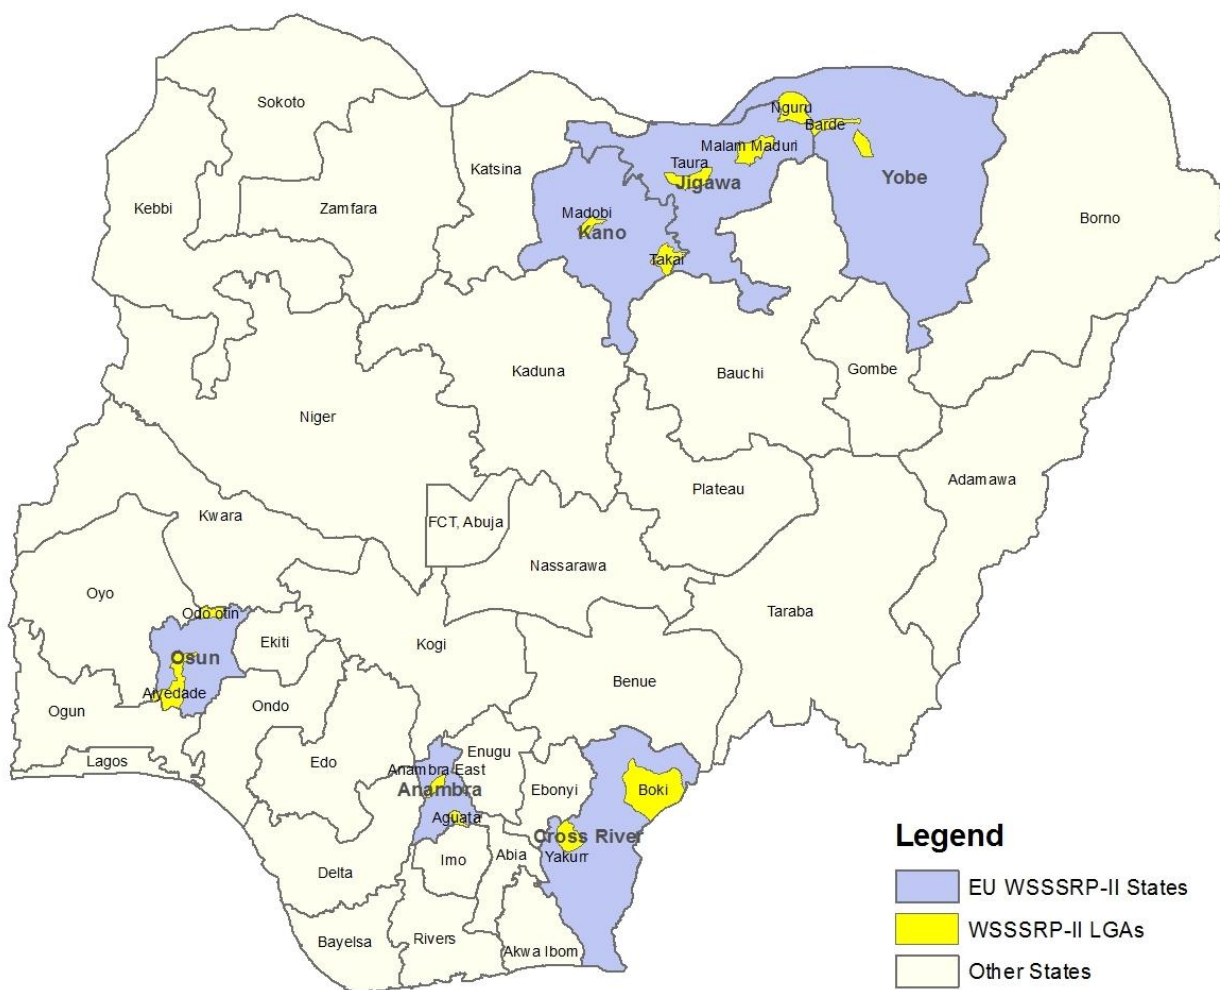 Sokoto
Nguru
Barde
Malam Maduri
Katsina
Taura
Jigawa
Yobe
Kebbi
Zamfara
Madobi
Kano
Borno
Takai
Kaduna
Bauchi
Gombe
Niger
Adamawa
Plateau
Kwara
FCT, Abuja
Nassarawa
Oyo
Odo otin
Taraba
Ekiti
Kogi
Osun
Benue
Aiyedade
Ogun
Ondo
Enugu
Lagos
Edo
Anambra East
Anambra
Ebonyi
Boki
Aguata
Cross River
Yakurr
Imo
Abia
Delta
Bayelsa
Rivers
Akwa Ibom
Legend
EU WSSSRP-II States
WSSSRP-II LGAs
Other States